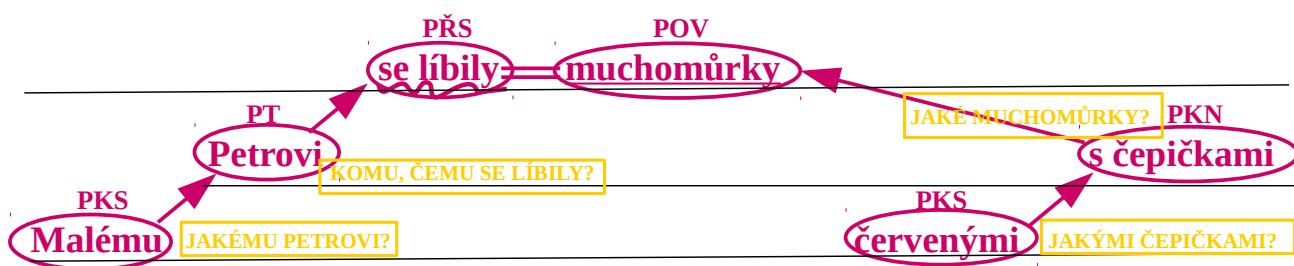 PŘS POV
se líbily muchomůrky
PT JAKÉ MUCHOMŮRKY? PKN
Petrovi s čepičkami
KOMU, ČEMU SE LÍBILY?
PKS PKS
Malému JAKÉMU PETROVI? červenými JAKÝMI ČEPIČKAMI?